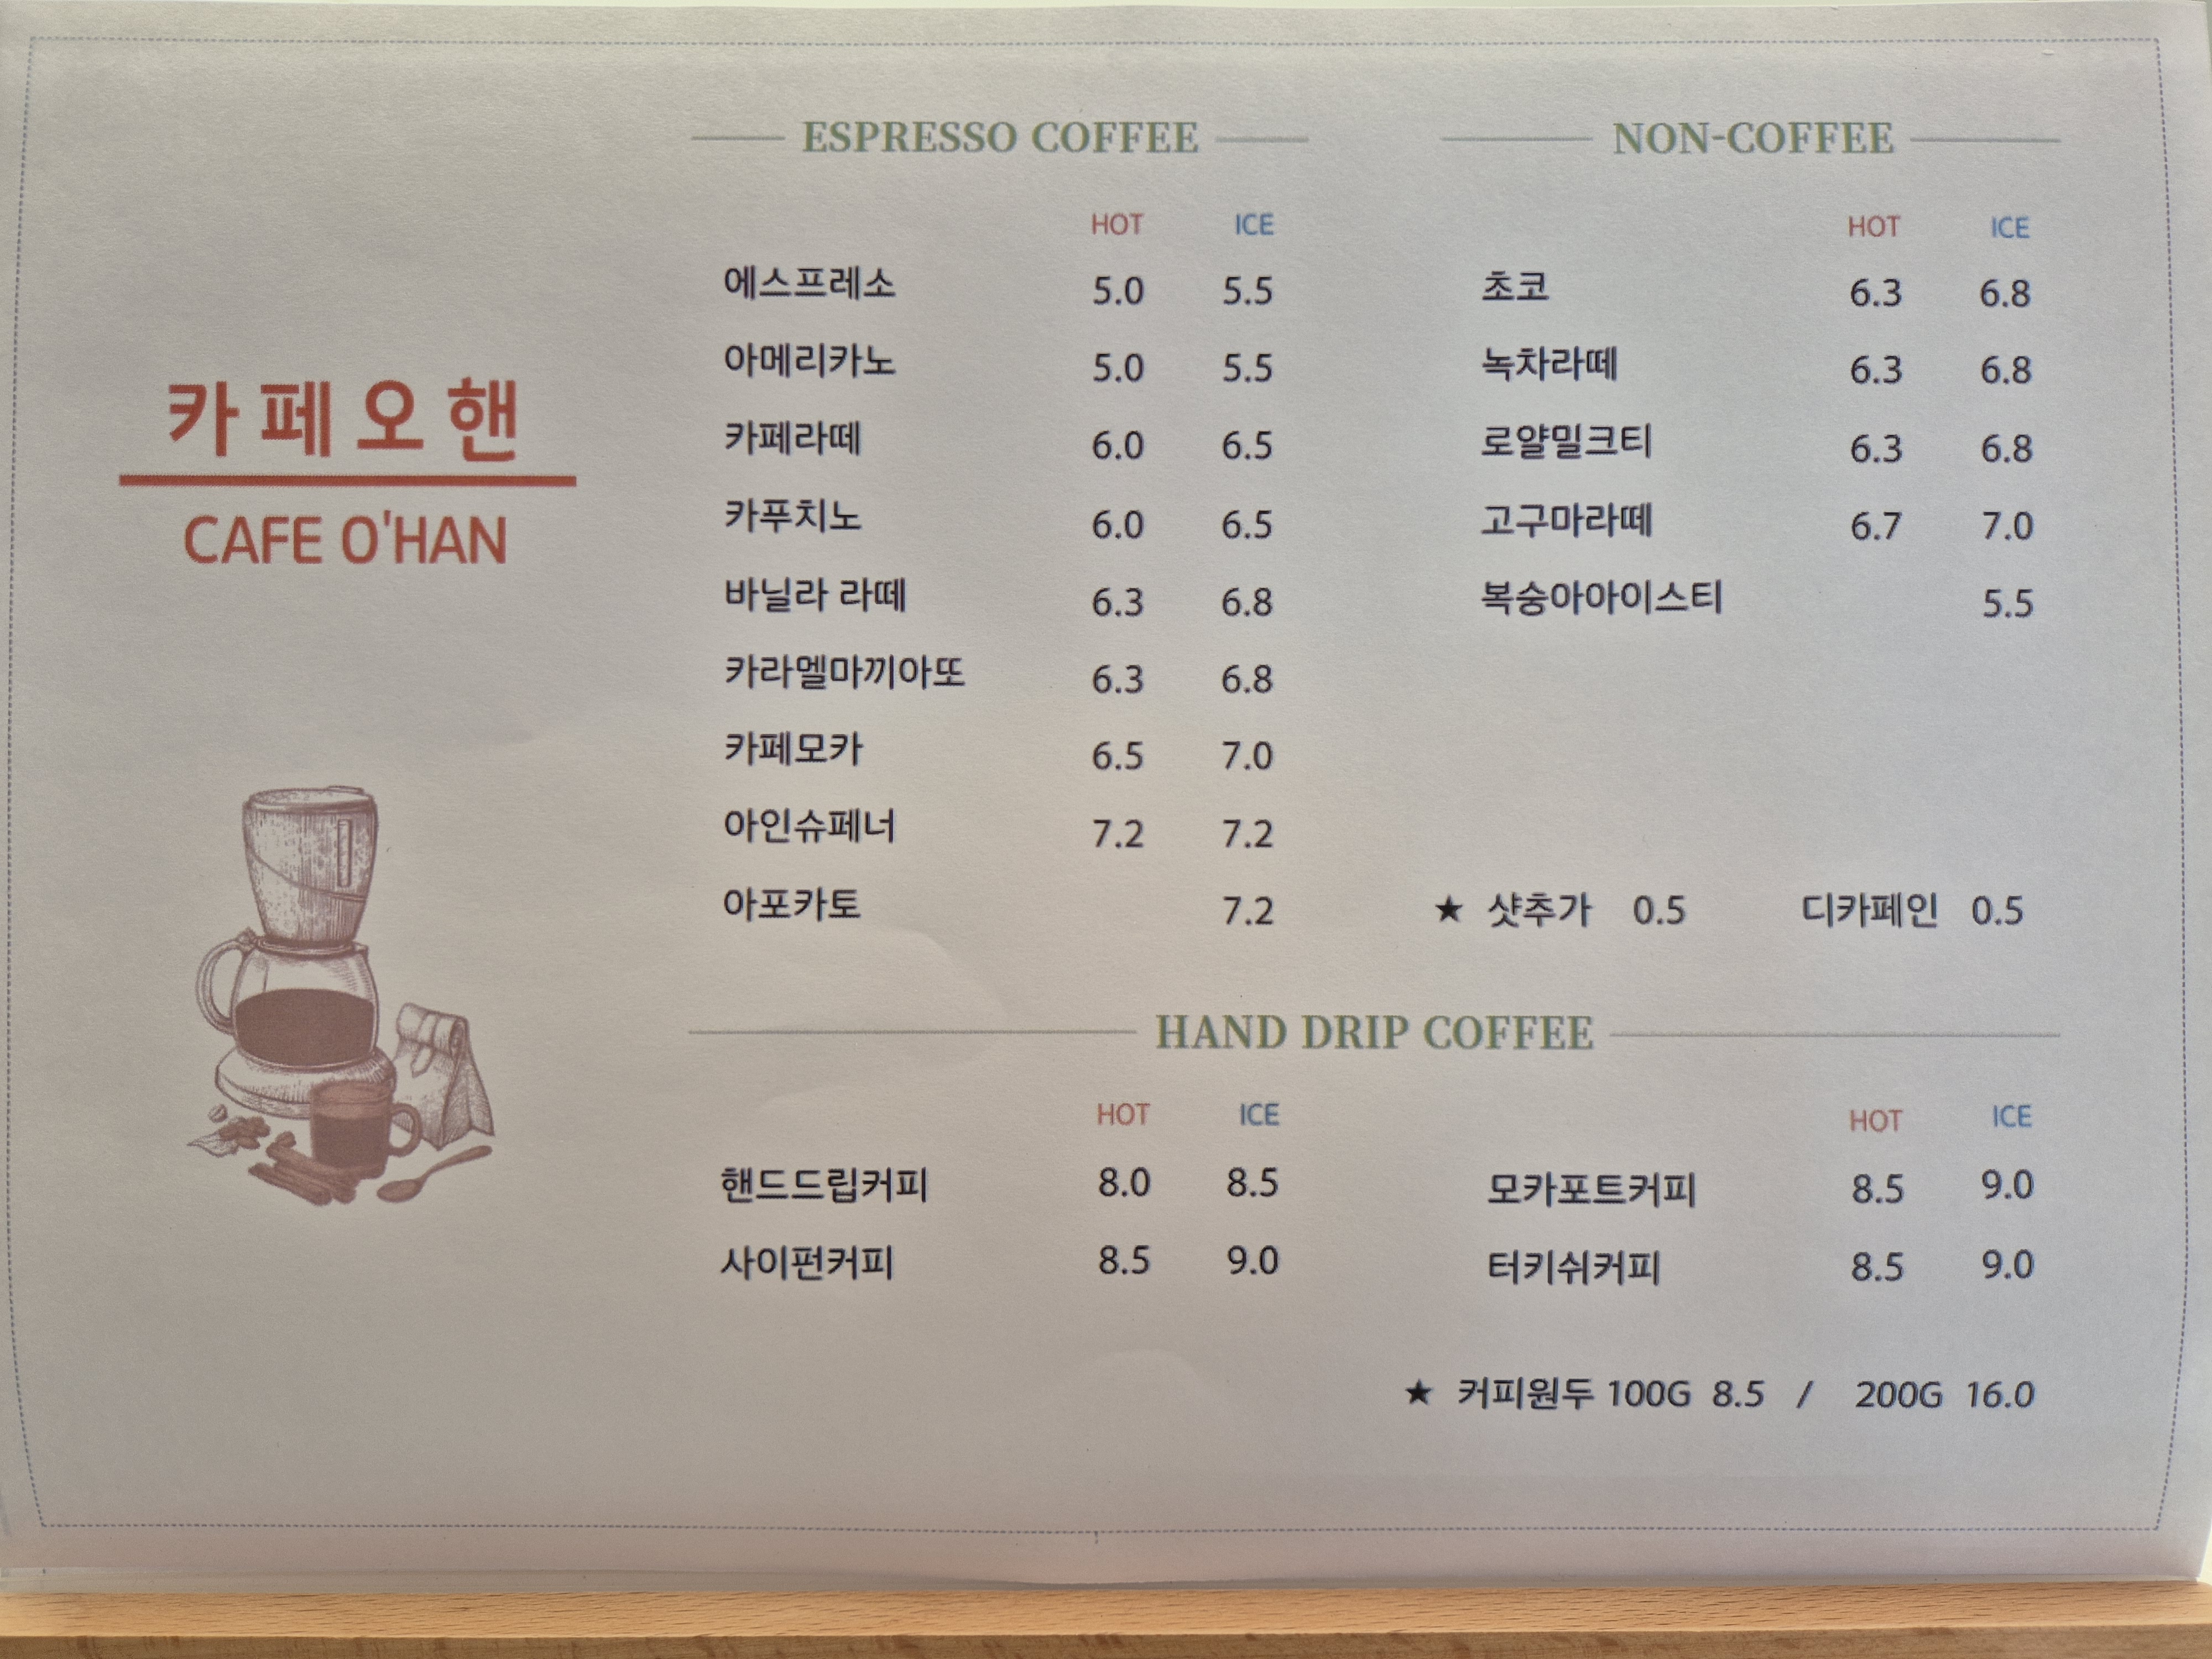 카페오핸
CAFE O'HAN
ESPRESSO COFFEE
HOT ICE
에스프레소 5.0 5.5
아메리카노 5.0 5.5
카페라떼 6.0 6.5
카푸치노 6.0 6.5
바닐라 라떼 6.3 6.8
카라멜마끼아또 6.3 6.8
카페모카 6.5 7.0
아인슈페너 7.2 7.2
아포카토 7.2
NON-COFFEE
HOT ICE
초코 6.3 6.8
녹차라떼 6.3 6.8
로얄밀크티 6.3 6.8
고구마라떼 6.7 7.0
복숭아아이스티 5.5
★ 샷추가 0.5 디카페인 0.5
HAND DRIP COFFEE
HOT ICE
핸드드립커피 8.0 8.5
사이펀커피 8.5 9.0
HOT ICE
모카포트커피 8.5 9.0
터키쉬커피 8.5 9.0
★ 커피원두 100G 8.5 / 200G 16.0